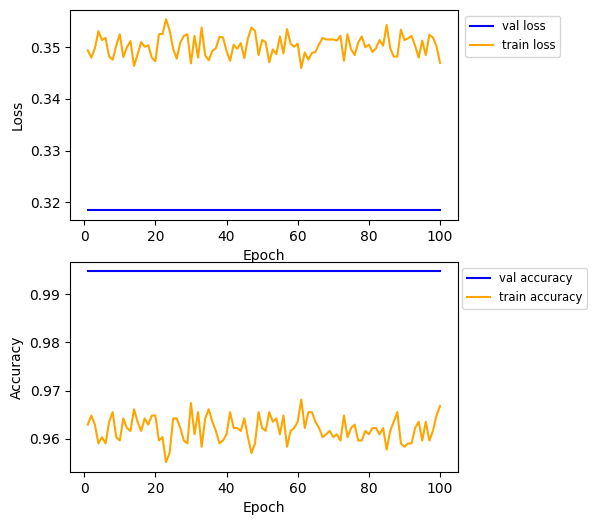 0.35
0.34
0.33
0.32
Loss
0 20 40 60 80 100
Epoch
val loss
train loss
0.99
0.98
0.97
0.96
Accuracy
0 20 40 60 80 100
Epoch
val accuracy
train accuracy